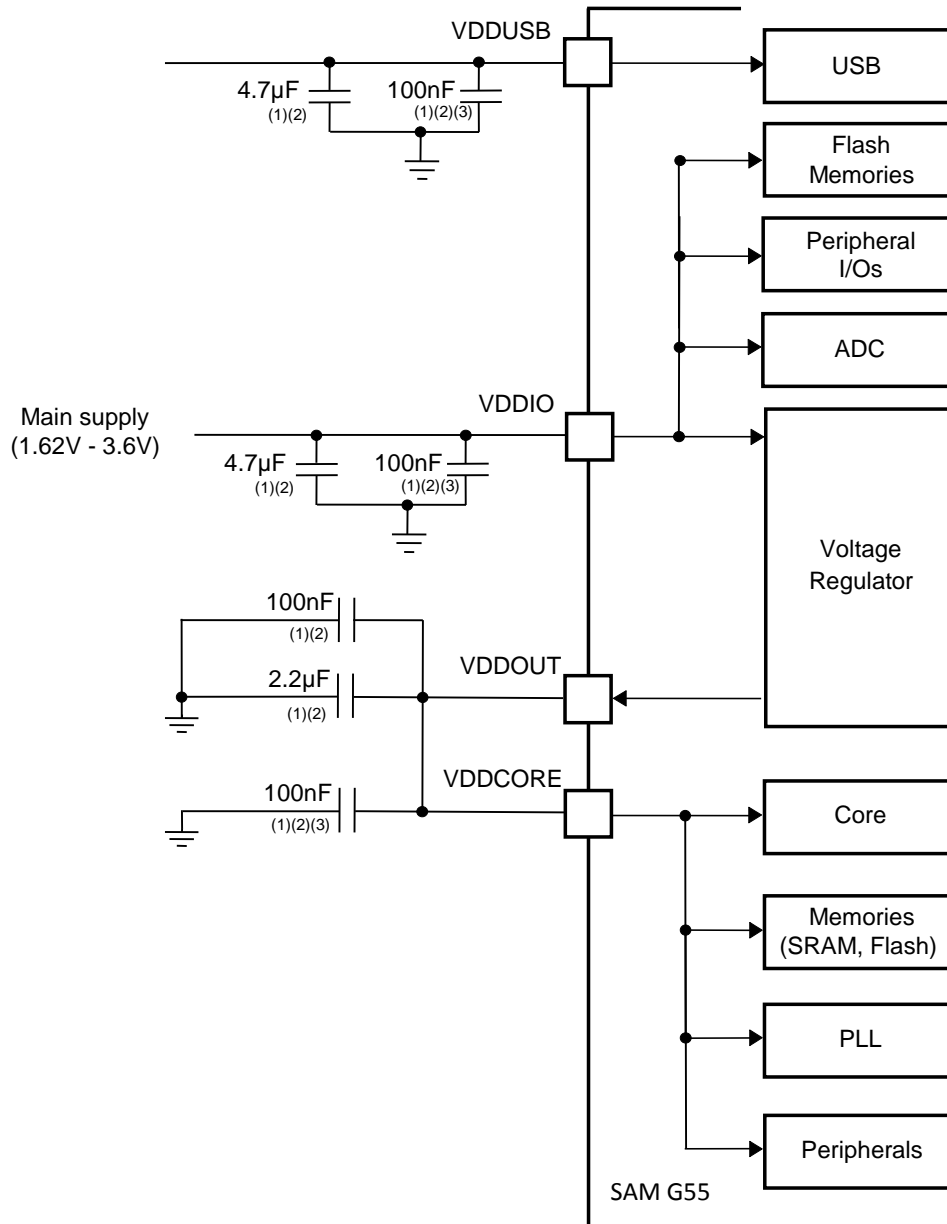 VDDUSB
4.7µF
(1)(2)
100nF
(1)(2)(3)
USB
Flash
Memories
Peripheral
I/Os
ADC
Main supply
(1.62V - 3.6V)
VDDIO
4.7µF
(1)(2)
100nF
(1)(2)(3)
Voltage
Regulator
100nF
(1)(2)
2.2µF
(1)(2)
VDDOUT
100nF
(1)(2)(3)
VDDCORE
Core
Memories
(SRAM, Flash)
PLL
Peripherals
SAM G55